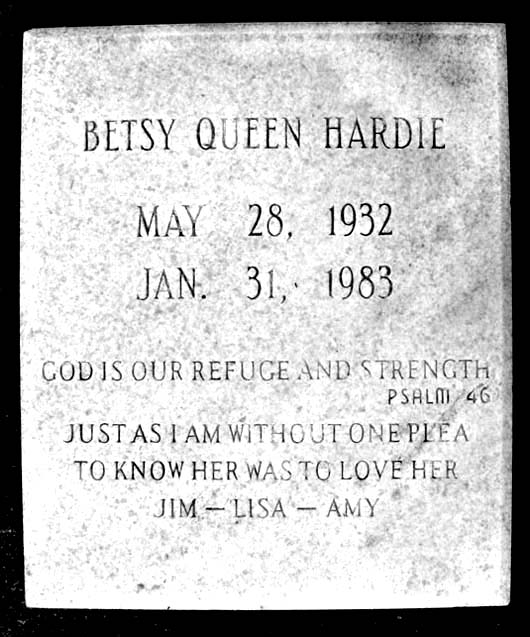 BETSY QUEEN HARDIE
MAY 28, 1932
JAN. 31, 1983
GOD IS OUR REFUGE AND STRENGTH
PSALM 46
JUST AS I AM WITHOUT ONE PLEA
TO KNOW HER WAS TO LOVE HER
JIM – LISA – AMY